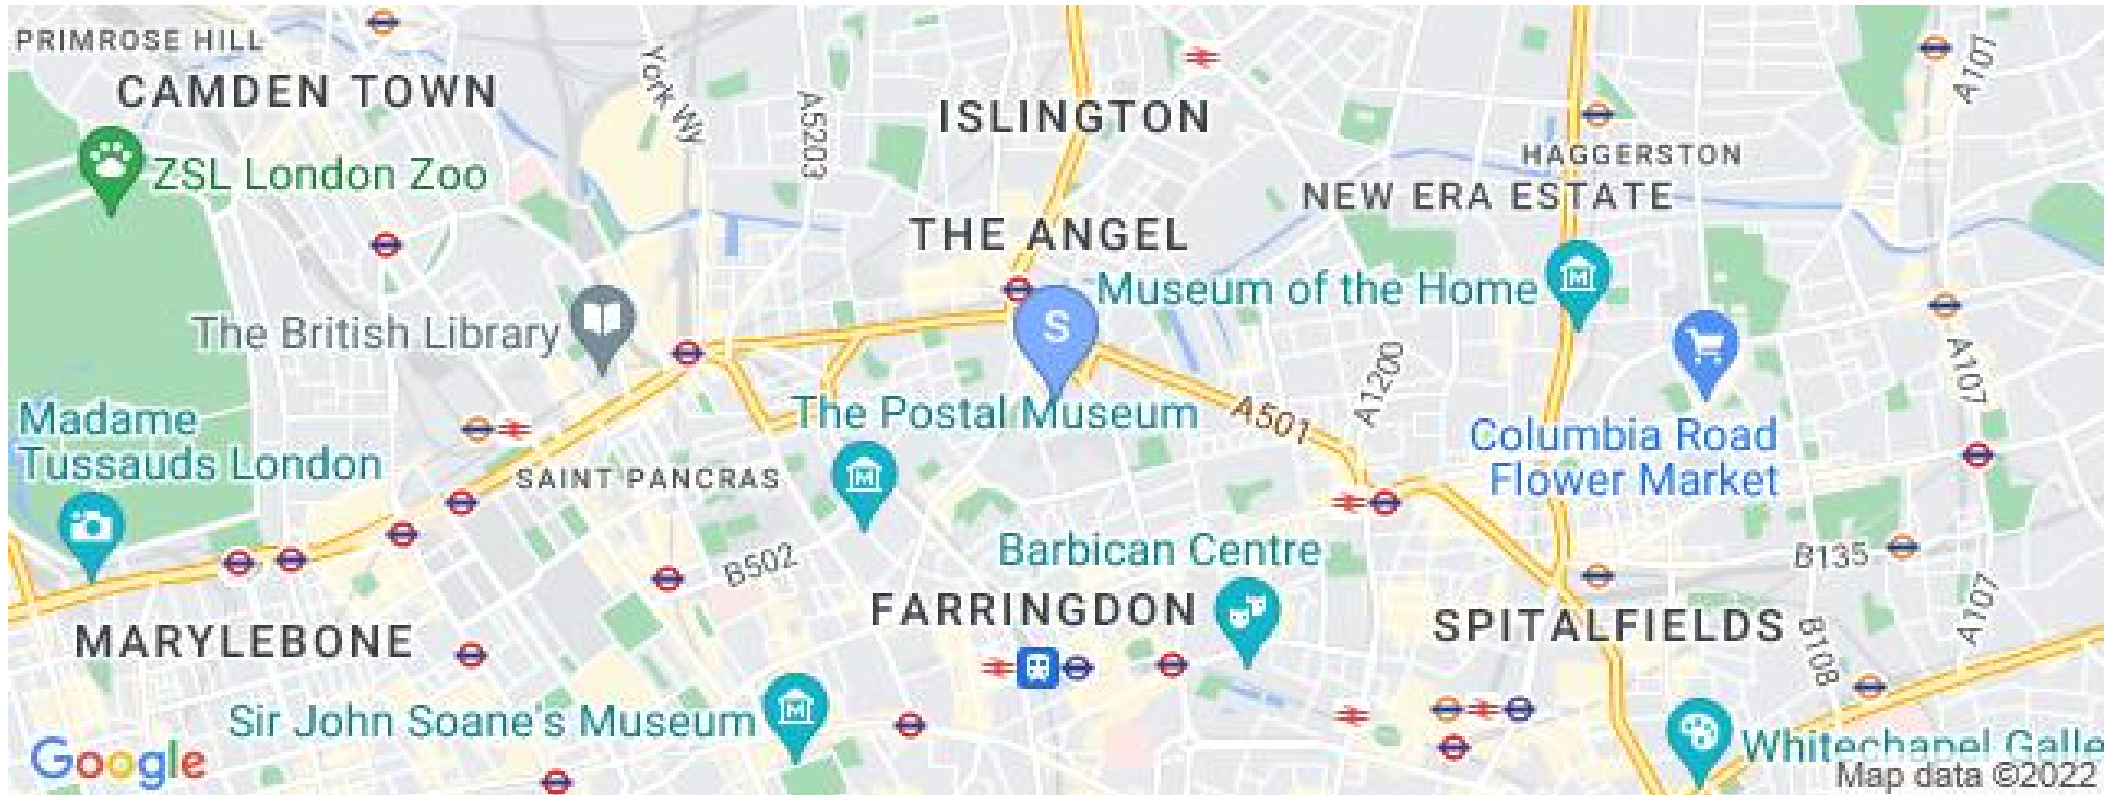 PRIMROSE HILL
CAMDEN TOWN
York Wy
A5203
ISLINGTON
A107
HAGGERSTON
ZSL London Zoo
NEW ERA ESTATE
THE ANGEL
Museum of the Home
The British Library
S
A1200
A107
Madame
Tussauds London
The Postal Museum
A501
Columbia Road
Flower Market
SAINT PANCRAS
Barbican Centre
B502
B135
FARRINGDON
SPITALFIELDS
A107
B108
MARYLEBONE
Sir John Soane's Museum
Whitechapel Galle
Google
Map data ©2022